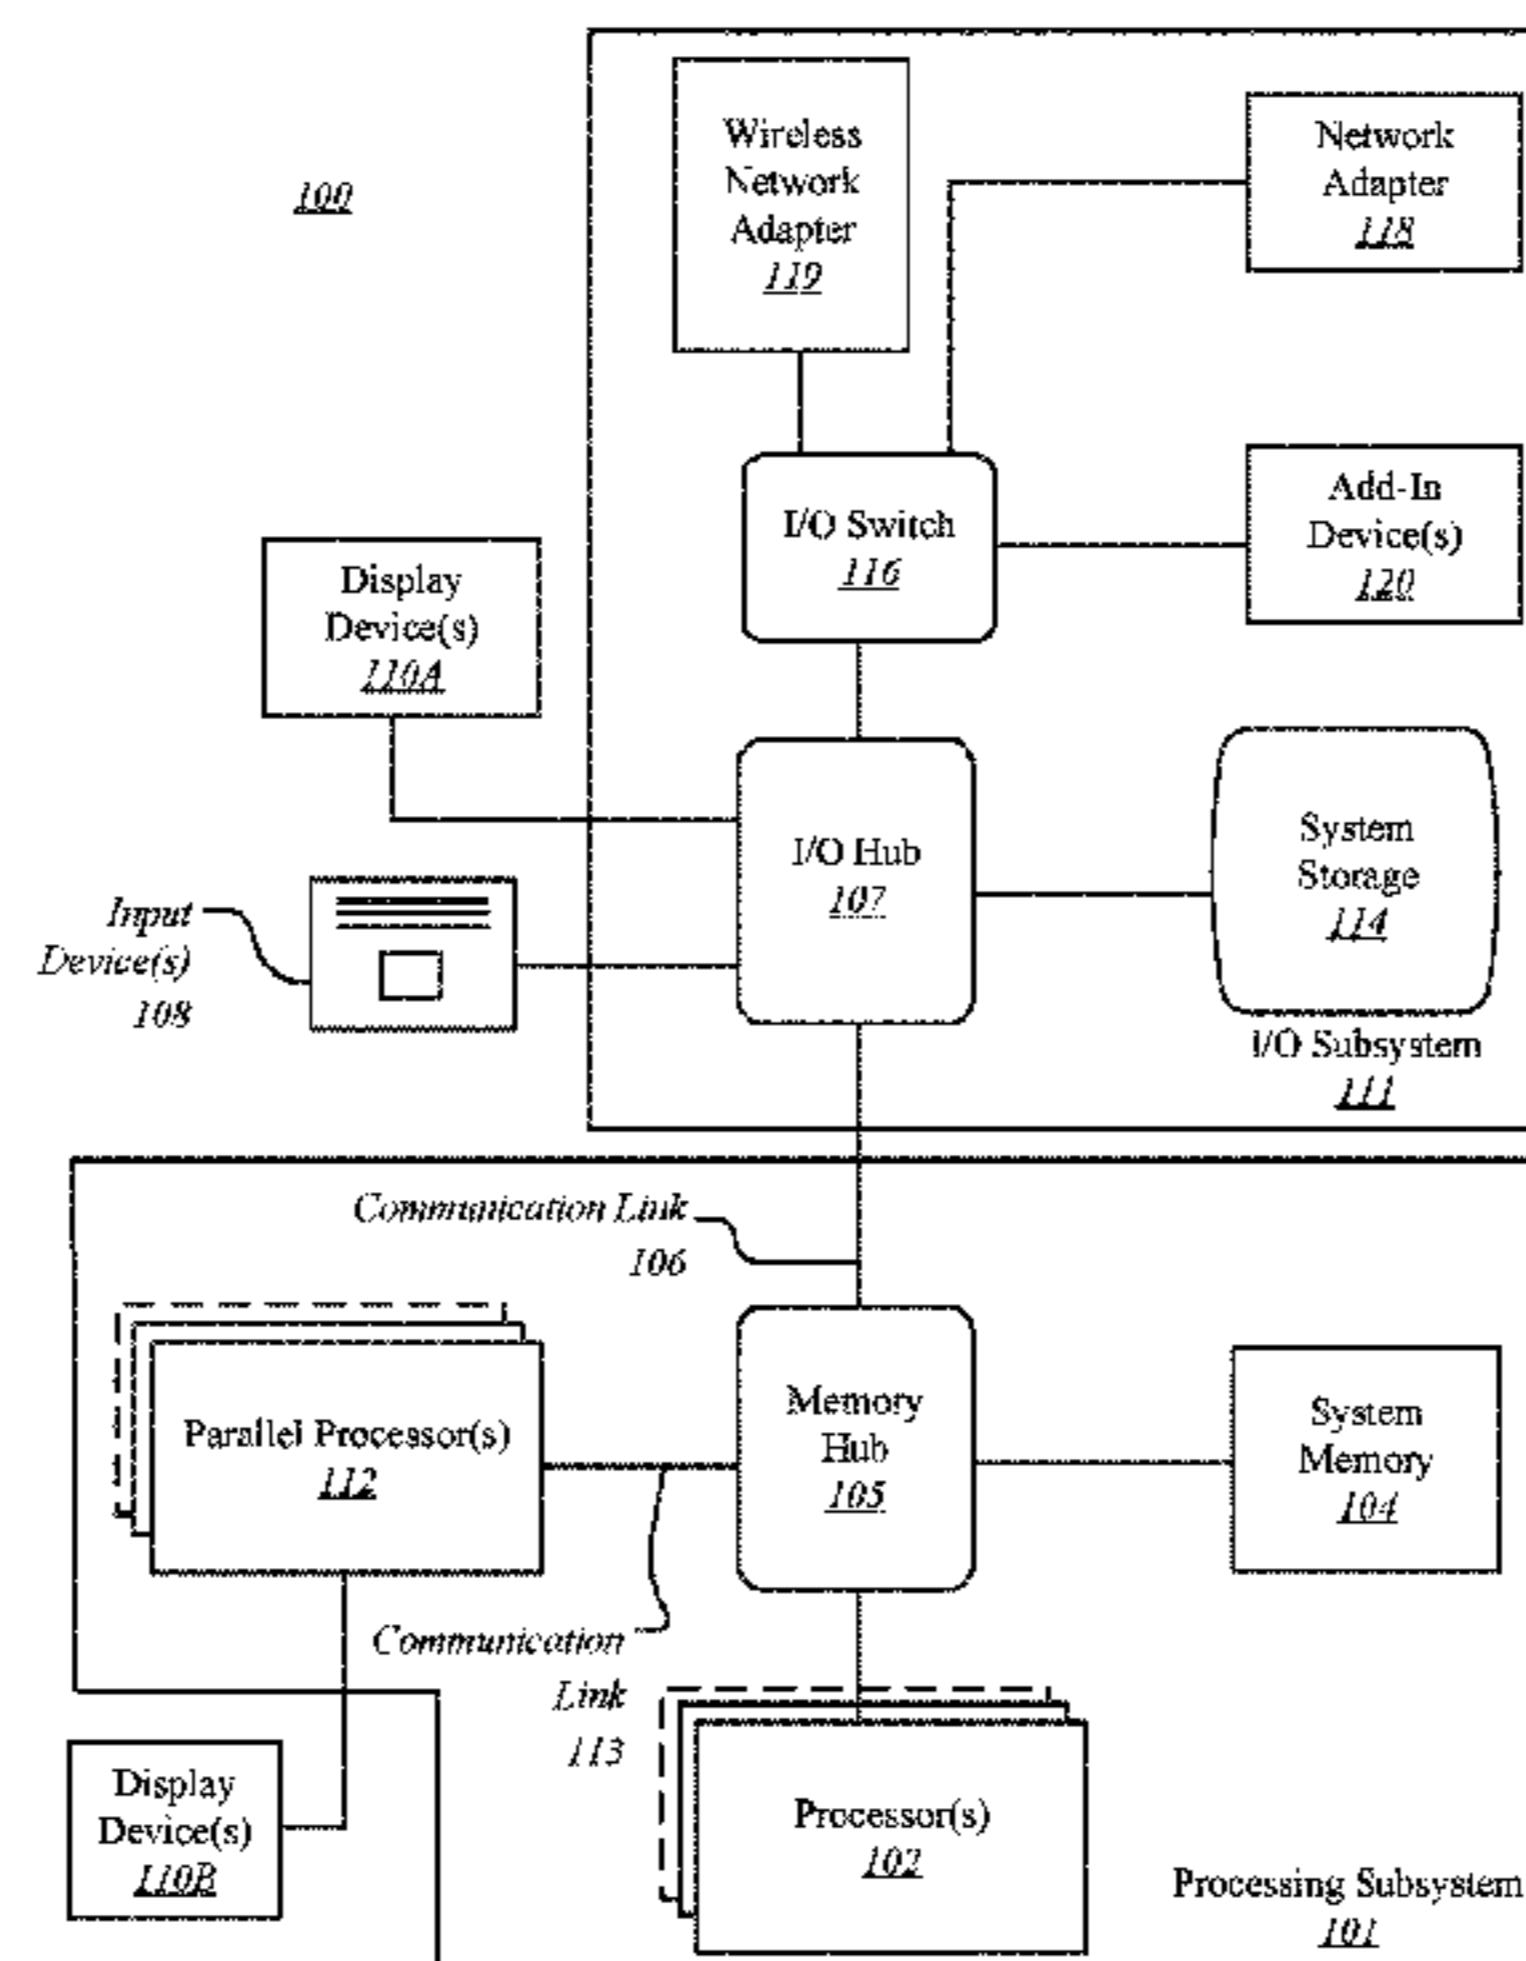 100
Wireless
Network
Adapter
119
Network
Adapter
118
I/O Switch
116
Add-In
Device(s)
120
Display
Device(s)
110A
I/O Hub
107
System
Storage
114
Input
Device(s)
108
I/O Subsystem
111
Communication Link
106
Parallel Processor(s)
112
Memory
Hub
105
System
Memory
104
Communication
Link
113
Display
Device(s)
110B
Processor(s)
102
Processing Subsystem
101